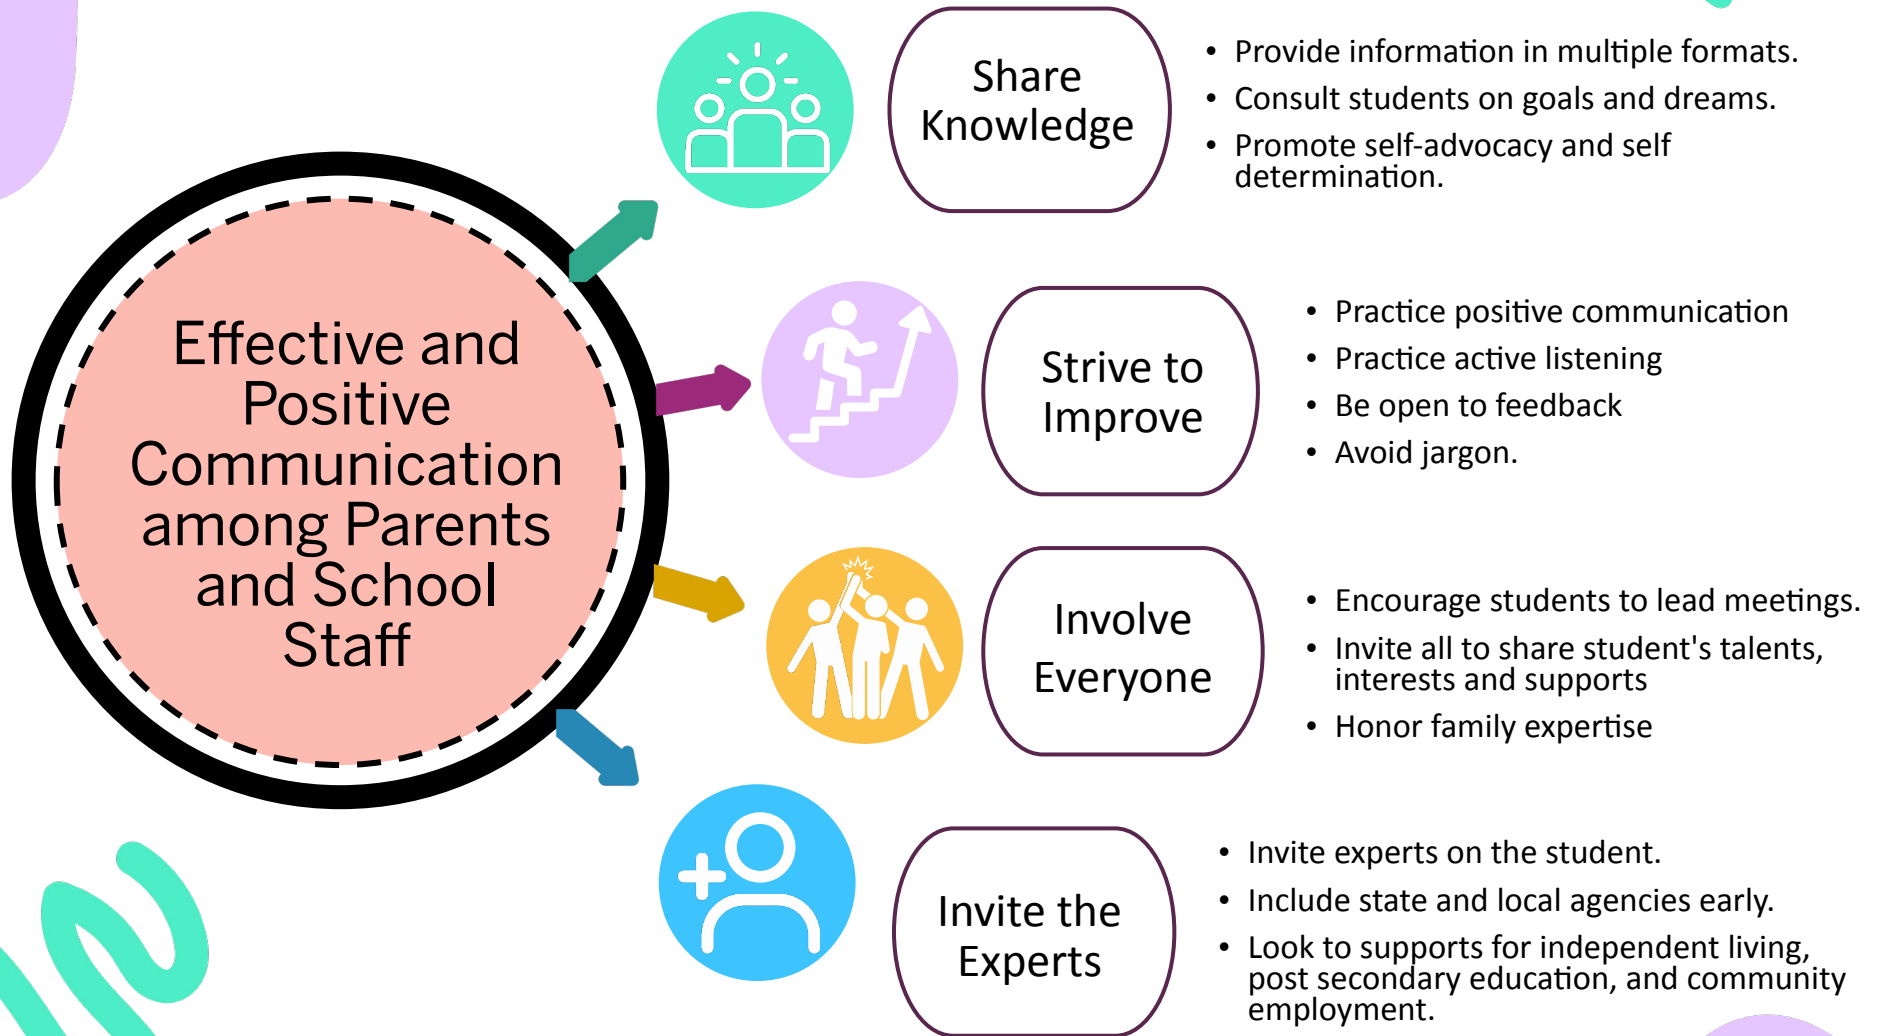 Effective and
Positive
Communication
among Parents
and School
Staff
Share
Knowledge
• Provide information in multiple formats.
• Consult students on goals and dreams.
• Promote self-advocacy and self
determination.
Strive to
Improve
• Practice positive communication
• Practice active listening
• Be open to feedback
• Avoid jargon.
Involve
Everyone
• Encourage students to lead meetings.
• Invite all to share student's talents,
interests and supports
• Honor family expertise
Invite the
Experts
• Invite experts on the student.
• Include state and local agencies early.
• Look to supports for independent living,
post secondary education, and community
employment.